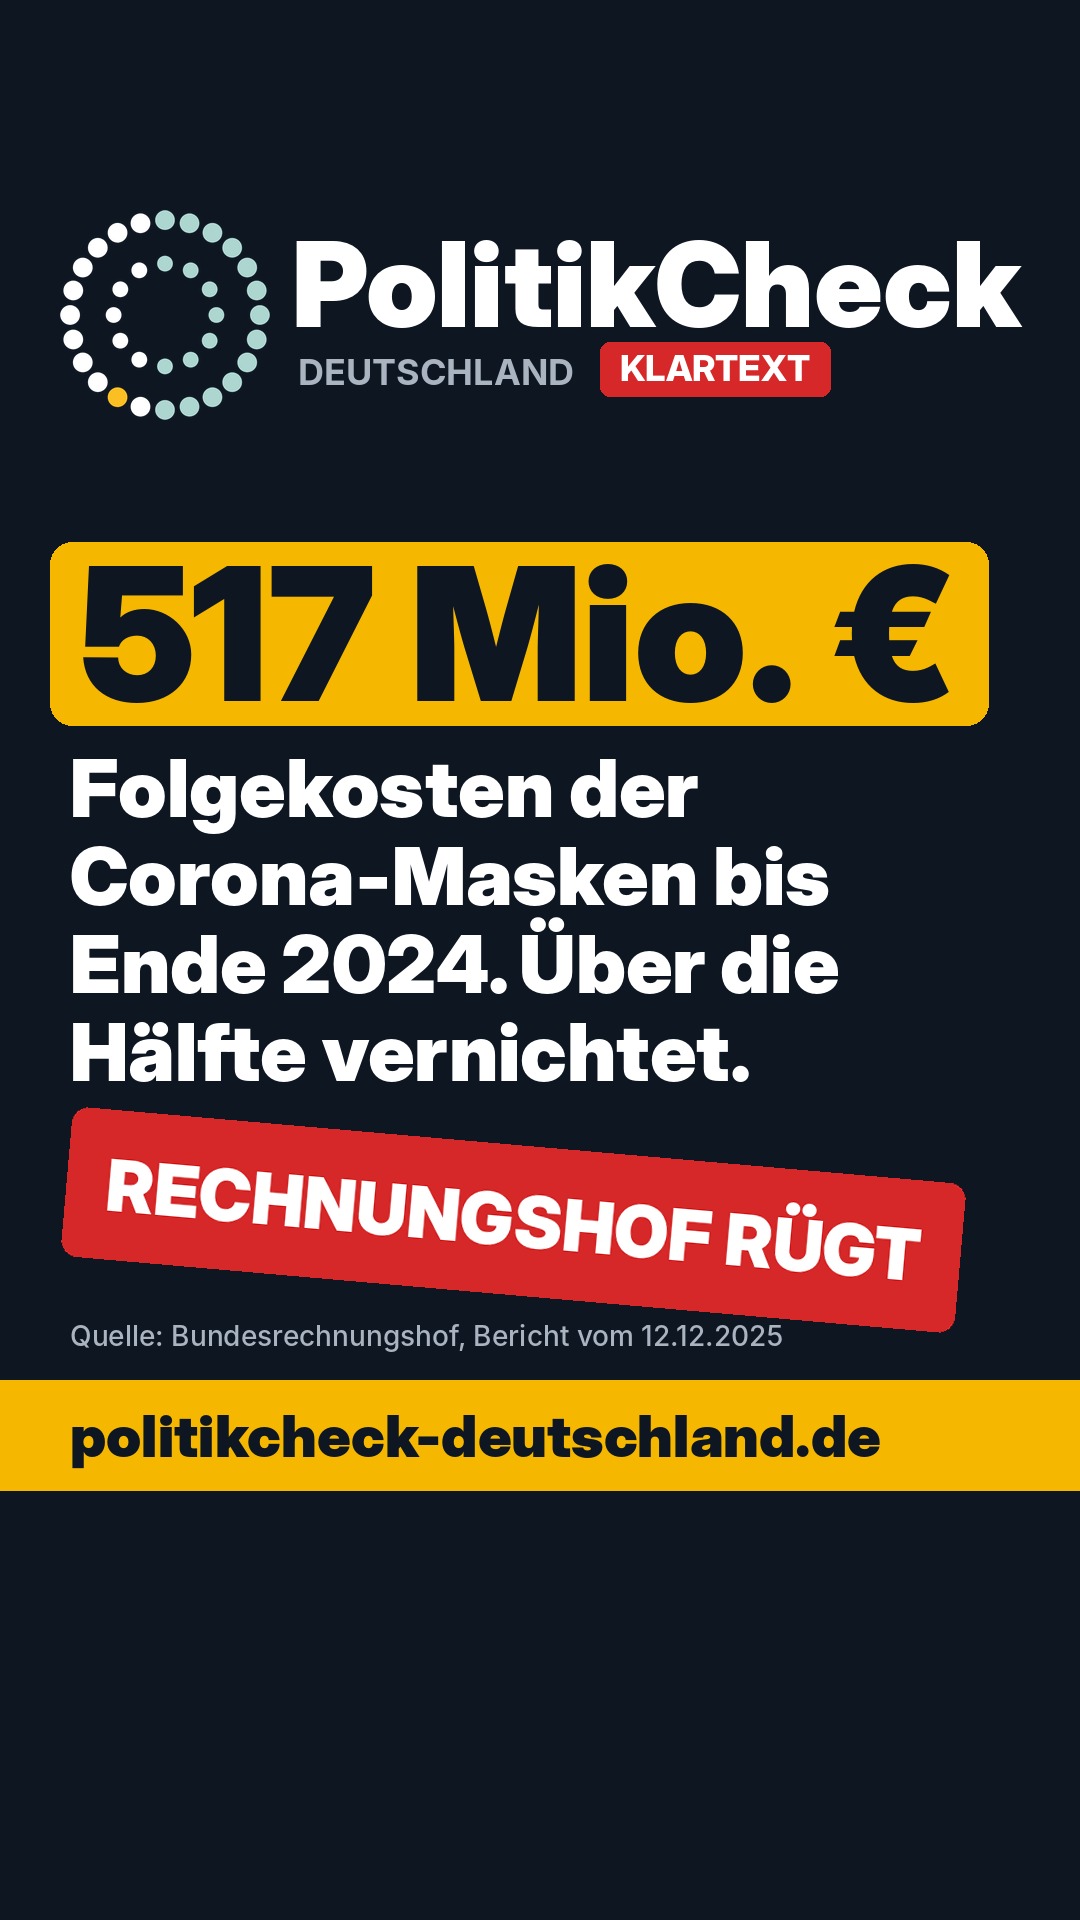 PolitikCheck
DEUTSCHLAND KLARTEXT
517 Mio. €
Folgekosten der
Corona-Masken bis
Ende 2024. Über die
Hälfte vernichtet.
RECHNUNGSHOF RÜGT
Quelle: Bundesrechnungshof, Bericht vom 12.12.2025
politikcheck-deutschland.de